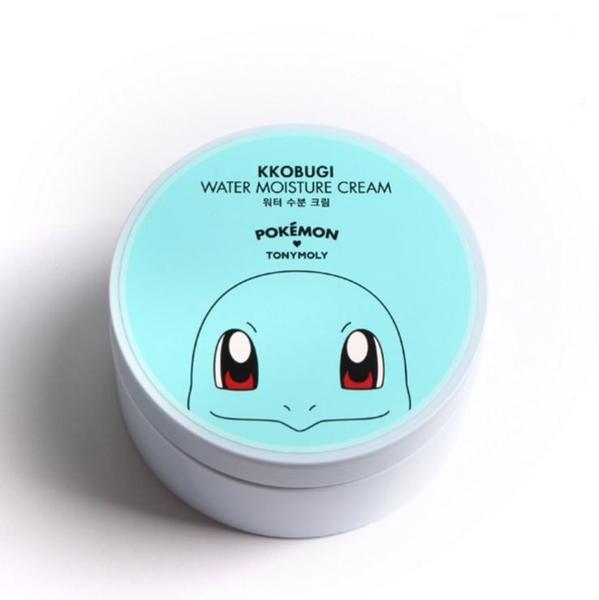 KKOBUGI
WATER MOISTURE CREAM
워터 수분 크림
POKÉMON
TONYMOLY